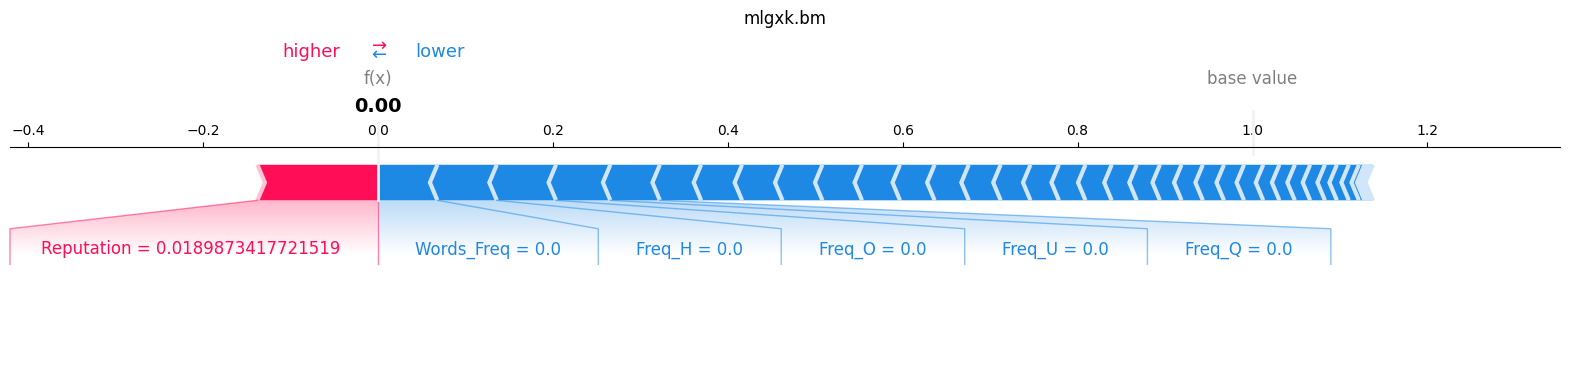 mlgxk.bm
higher ⇄ lower
f(x) base value
0.00
−0.4 −0.2 0.0 0.2 0.4 0.6 0.8 1.0 1.2
Reputation = 0.0189873417721519 Words_Freq = 0.0 Freq_H = 0.0 Freq_O = 0.0 Freq_U = 0.0 Freq_Q = 0.0